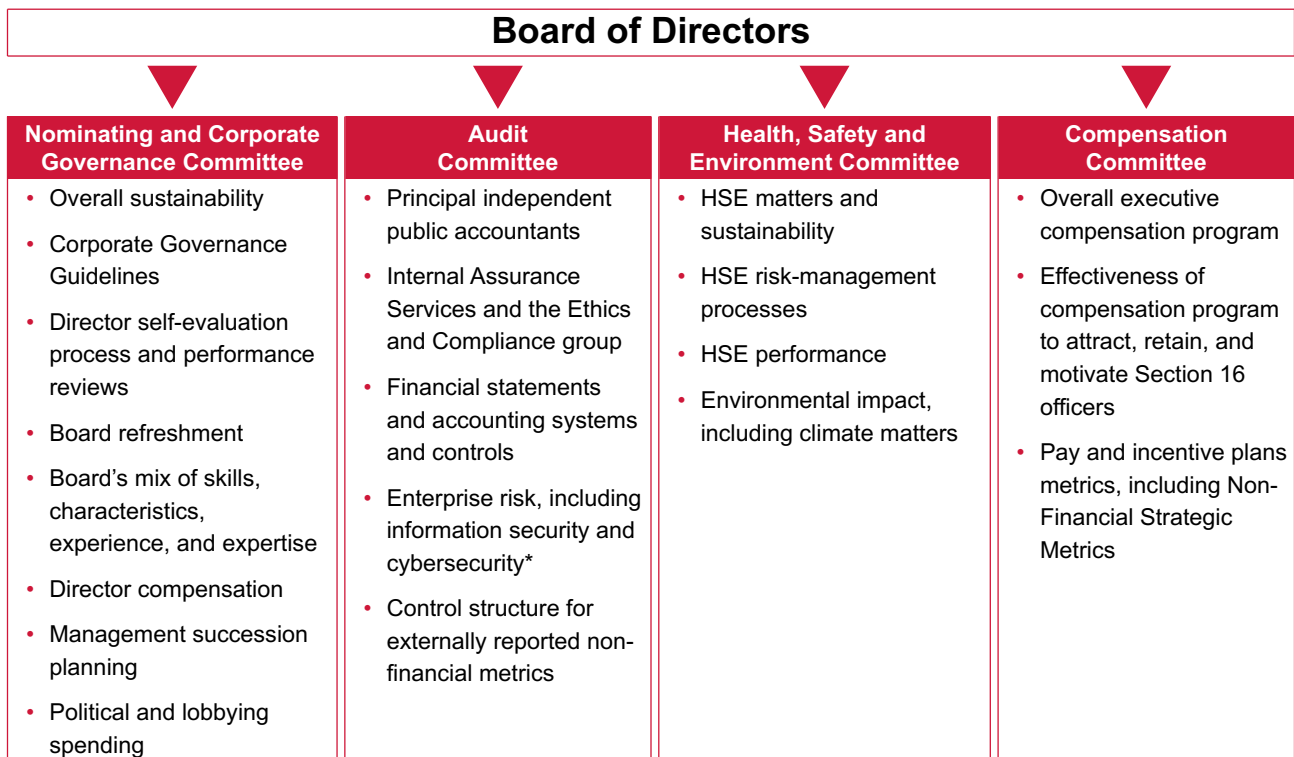 Board of Directors
Nominating and Corporate
Governance Committee
• Overall sustainability
• Corporate Governance
Guidelines
• Director self-evaluation
process and performance
reviews
• Board refreshment
• Board’s mix of skills,
characteristics,
experience, and expertise
• Director compensation
• Management succession
planning
• Political and lobbying
spending
Audit
Committee
• Principal independent
public accountants
• Internal Assurance
Services and the Ethics
and Compliance group
• Financial statements
and accounting systems
and controls
• Enterprise risk, including
information security and
cybersecurity*
• Control structure for
externally reported non-
financial metrics
Health, Safety and
Environment Committee
• HSE matters and
sustainability
• HSE risk-management
processes
• HSE performance
• Environmental impact,
including climate matters
Compensation
Committee
• Overall executive
compensation program
• Effectiveness of
compensation program
to attract, retain, and
motivate Section 16
officers
• Pay and incentive plans
metrics, including Non-
Financial Strategic
Metrics